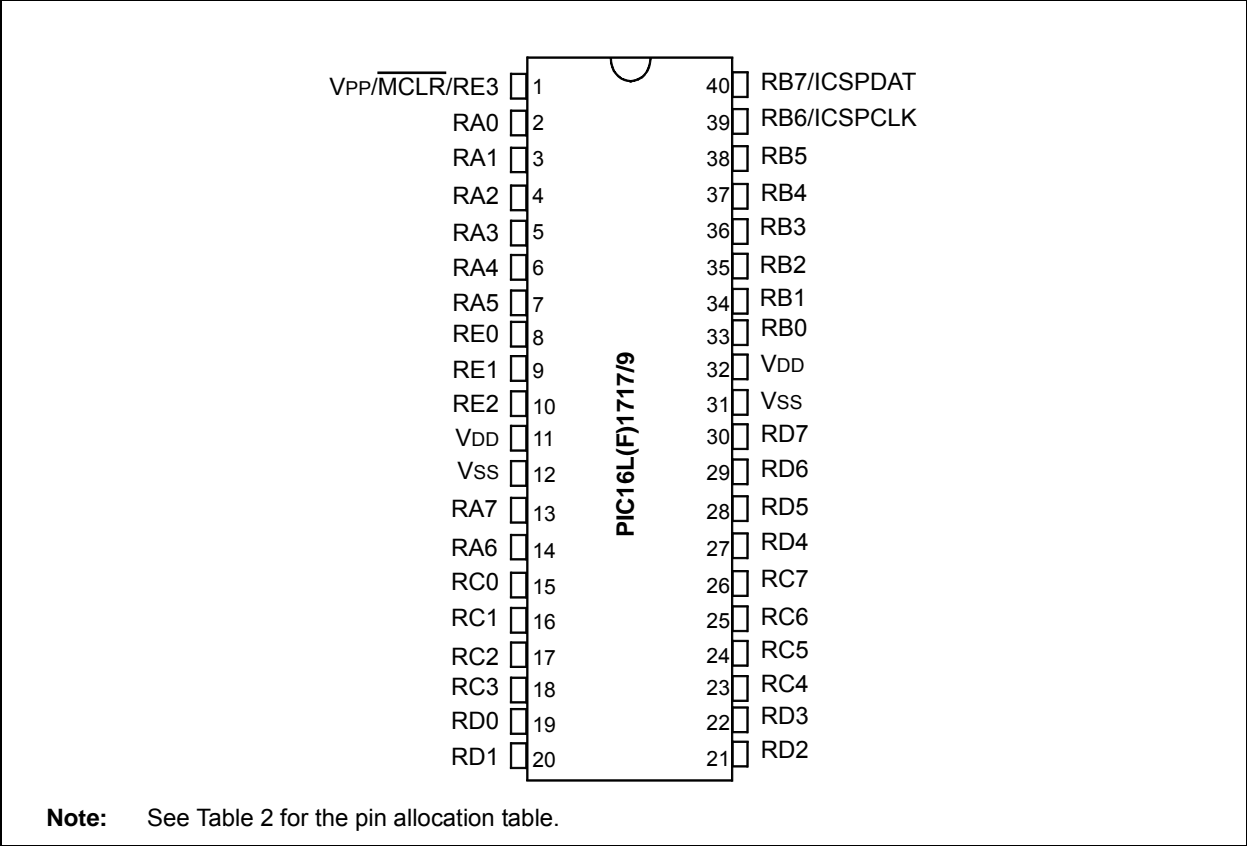 VPP/MCLR/RE3 1 40 RB7/ICSPDAT
RA0 2 39 RB6/ICSPCLK
RA1 3 38 RB5
RA2 4 37 RB4
RA3 5 36 RB3
RA4 6 35 RB2
RA5 7 34 RB1
RE0 8 33 RB0
RE1 9 32 VDD
RE2 10 31 VSS
VDD 11 30 RD7
VSS 12 29 RD6
RA7 13 28 RD5
RA6 14 27 RD4
RC0 15 26 RC7
RC1 16 25 RC6
RC2 17 24 RC5
RC3 18 23 RC4
RD0 19 22 RD3
RD1 20 21 RD2
PIC16L(F)1717/9
Note: See Table 2 for the pin allocation table.